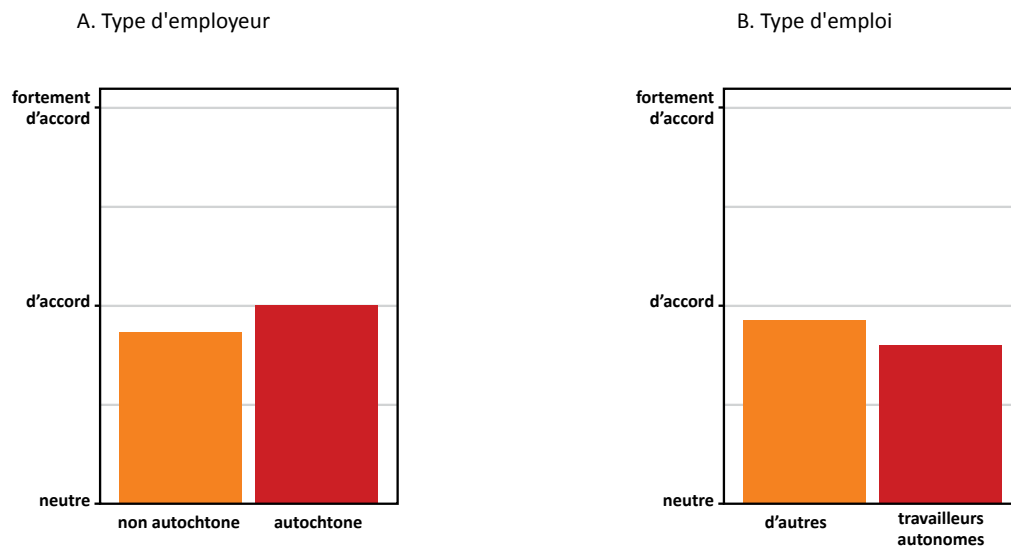 A. Type d'employeur
fortement
d’accord
d’accord
neutre
non autochtone
autochtone
B. Type d'emploi
fortement
d’accord
d’accord
neutre
d’autres
travailleurs
autonomes